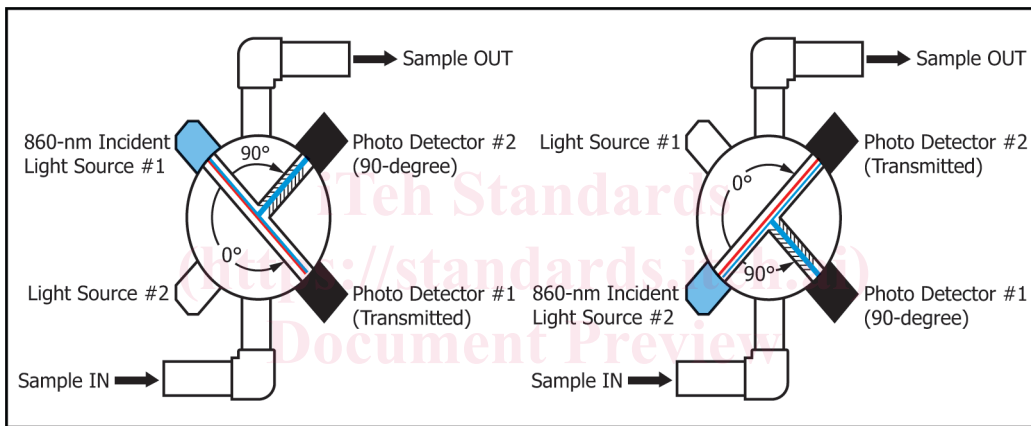 Sample OUT
860-nm Incident
Light Source #1
90°
Photo Detector #2
(90-degree)
0°
Light Source #2
Photo Detector #1
(Transmitted)
Sample IN
Sample OUT
Light Source #1
0°
Photo Detector #2
(Transmitted)
90°
860-nm Incident
Light Source #2
Photo Detector #1
(90-degree)
Sample IN
iTeh Standards
(https://standards.iteh.ai)
Document Preview